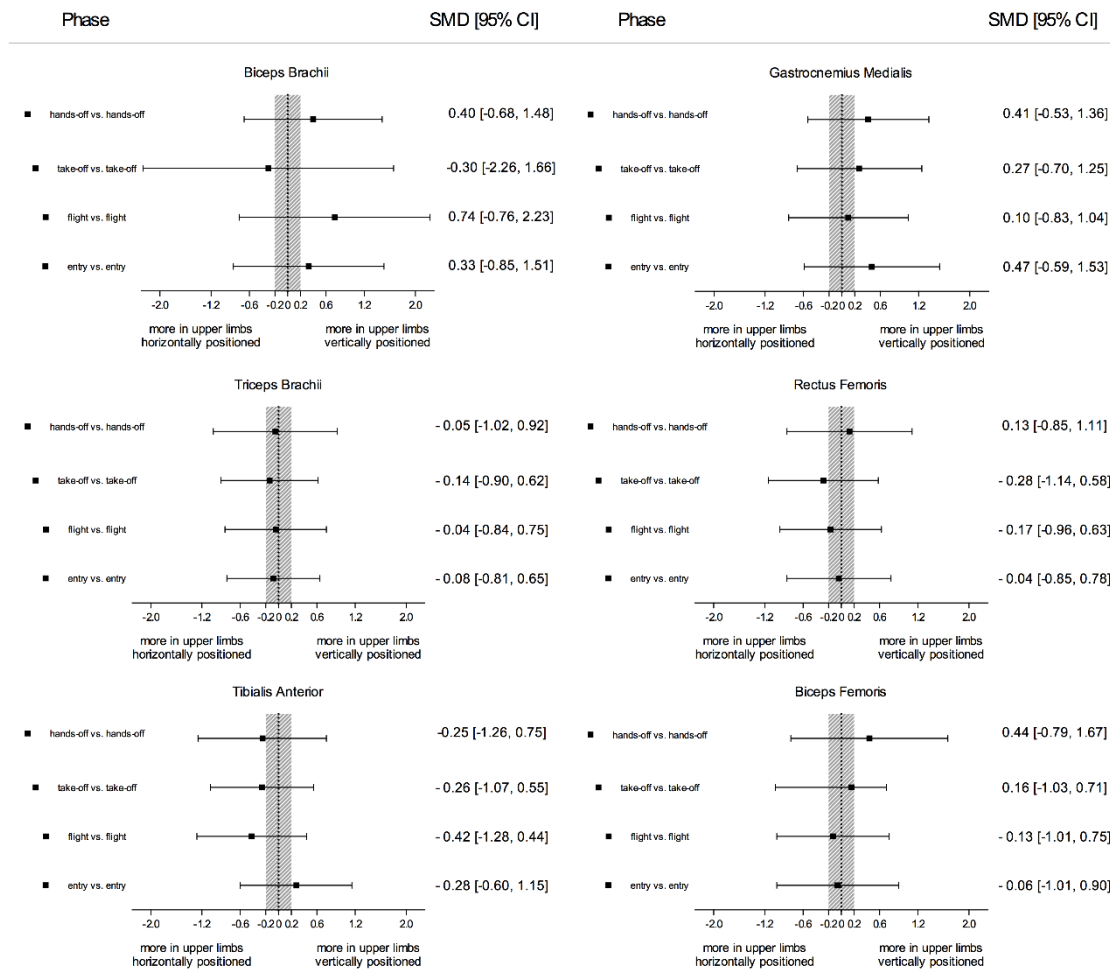 Phase SMD [95% CI] Phase SMD [95% CI]
Biceps Brachii
hands-off vs. hands-off 0.40 [-0.68, 1.48]
take-off vs. take-off -0.30 [-2.26, 1.66]
flight vs. flight 0.74 [-0.76, 2.23]
entry vs. entry 0.33 [-0.85, 1.51]
-2.0 -1.2 -0.6 -0.2 0 0.2 0.6 1.2 2.0
more in upper limbs more in upper limbs
horizontally positioned vertically positioned
Gastrocnemius Medialis
hands-off vs. hands-off 0.41 [-0.53, 1.36]
take-off vs. take-off 0.27 [-0.70, 1.25]
flight vs. flight 0.10 [-0.83, 1.04]
entry vs. entry 0.47 [-0.59, 1.53]
-2.0 -1.2 -0.6 -0.2 0 0.2 0.6 1.2 2.0
more in upper limbs more in upper limbs
horizontally positioned vertically positioned
Triceps Brachii
hands-off vs. hands-off - 0.05 [-1.02, 0.92]
take-off vs. take-off - 0.14 [-0.90, 0.62]
flight vs. flight - 0.04 [-0.84, 0.75]
entry vs. entry - 0.08 [-0.81, 0.65]
-2.0 -1.2 -0.6 -0.2 0 0.2 0.6 1.2 2.0
more in upper limbs more in upper limbs
horizontally positioned vertically positioned
Rectus Femoris
hands-off vs. hands-off 0.13 [-0.85, 1.11]
take-off vs. take-off - 0.28 [-1.14, 0.58]
flight vs. flight - 0.17 [-0.96, 0.63]
entry vs. entry - 0.04 [-0.85, 0.78]
-2.0 -1.2 -0.6 -0.2 0 0.2 0.6 1.2 2.0
more in upper limbs more in upper limbs
horizontally positioned vertically positioned
Tibialis Anterior
hands-off vs. hands-off -0.25 [-1.26, 0.75]
take-off vs. take-off - 0.26 [-1.07, 0.55]
flight vs. flight - 0.42 [-1.28, 0.44]
entry vs. entry - 0.28 [-0.60, 1.15]
-2.0 -1.2 -0.6 -0.2 0 0.2 0.6 1.2 2.0
more in upper limbs more in upper limbs
horizontally positioned vertically positioned
Biceps Femoris
hands-off vs. hands-off 0.44 [-0.79, 1.67]
take-off vs. take-off 0.16 [-1.03, 0.71]
flight vs. flight - 0.13 [-1.01, 0.75]
entry vs. entry - 0.06 [-1.01, 0.90]
-2.0 -1.2 -0.6 -0.2 0 0.2 0.6 1.2 2.0
more in upper limbs more in upper limbs
horizontally positioned vertically positioned